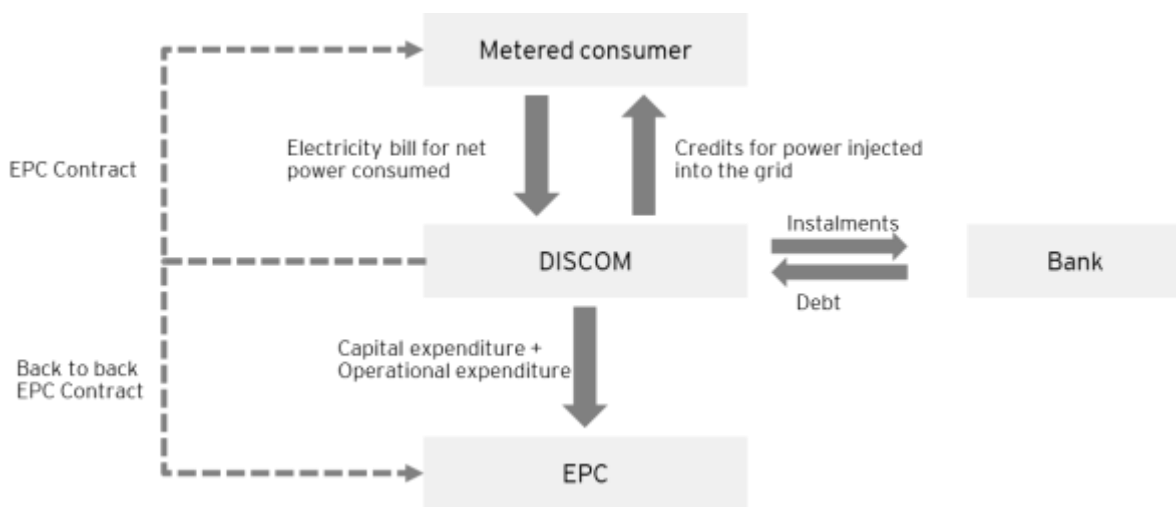 Metered consumer
EPC Contract
Electricity bill for net
power consumed
Credits for power injected
into the grid
Instalments
DISCOM
Bank
Debt
Capital expenditure +
Operational expenditure
Back to back
EPC Contract
EPC